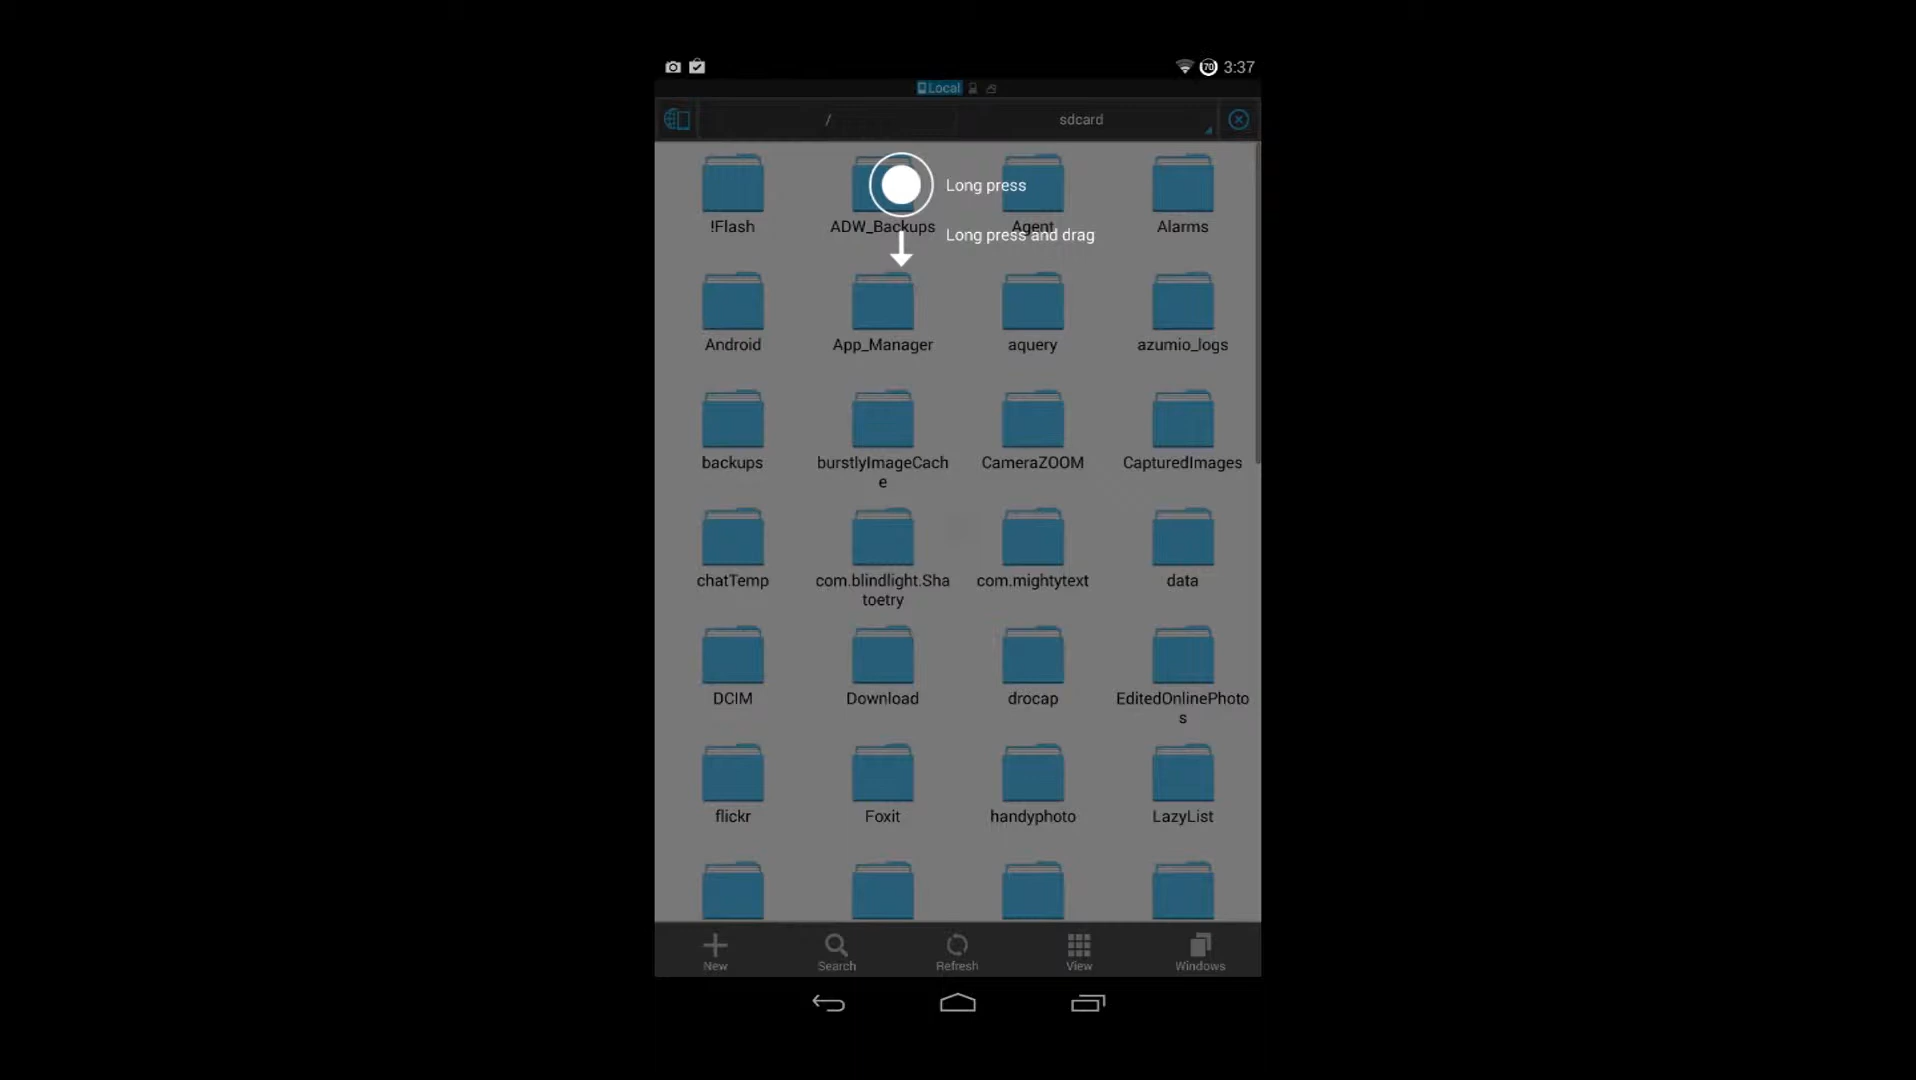 70 3:37
Local
/ sdcard
Long press
!Flash ADW_Backups Agent Alarms
Long press and drag
Android App_Manager aquery azumio_logs
backups burstlyImageCach CameraZOOM CapturedImages
e
chatTemp com.blindlight.Sha com.mightytext data
toetry
DCIM Download drocap EditedOnlinePhoto
s
flickr Foxit handyphoto LazyList
New Search Refresh View Windows